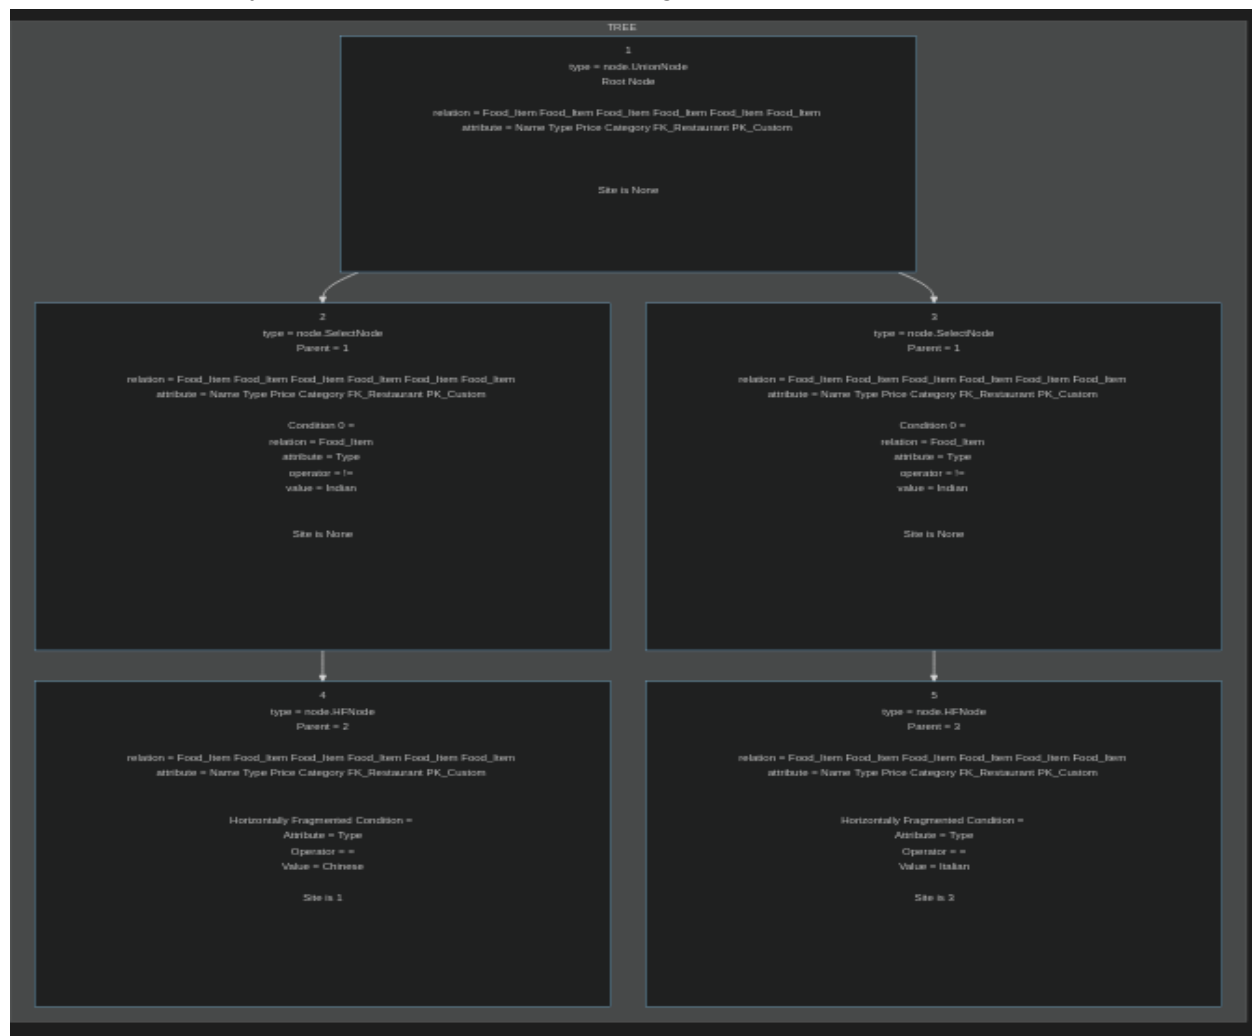 TREE
1
type = node.UnionNode
Root Node
relation = Food_Item Food_Item Food_Item Food_Item Food_Item Food_Item
attribute = Name Type Price Category FK_Restaurant PK_Custom
Site is None
2
type = node.SelectNode
Parent = 1
relation = Food_Item Food_Item Food_Item Food_Item Food_Item Food_Item
attribute = Name Type Price Category FK_Restaurant PK_Custom
Condition 0 =
relation = Food_Item
attribute = Type
operator = !=
value = Indian
Site is None
3
type = node.SelectNode
Parent = 1
relation = Food_Item Food_Item Food_Item Food_Item Food_Item Food_Item
attribute = Name Type Price Category FK_Restaurant PK_Custom
Condition 0 =
relation = Food_Item
attribute = Type
operator = !=
value = Indian
Site is None
4
type = node.HFNode
Parent = 2
relation = Food_Item Food_Item Food_Item Food_Item Food_Item Food_Item
attribute = Name Type Price Category FK_Restaurant PK_Custom
Horizontally Fragmented Condition =
Attribute = Type
Operator = =
Value = Chinese
Site is 1
5
type = node.HFNode
Parent = 3
relation = Food_Item Food_Item Food_Item Food_Item Food_Item Food_Item
attribute = Name Type Price Category FK_Restaurant PK_Custom
Horizontally Fragmented Condition =
Attribute = Type
Operator = =
Value = Italian
Site is 3